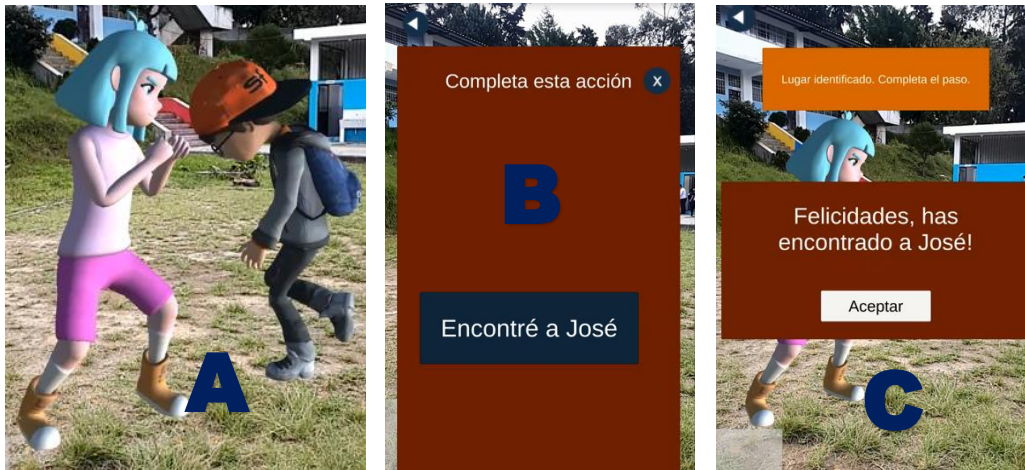 A
Completa esta acción
X
B
Encontré a José
Lugar identificado. Completa el paso.
Felicidades, has
encontrado a José!
Aceptar
C